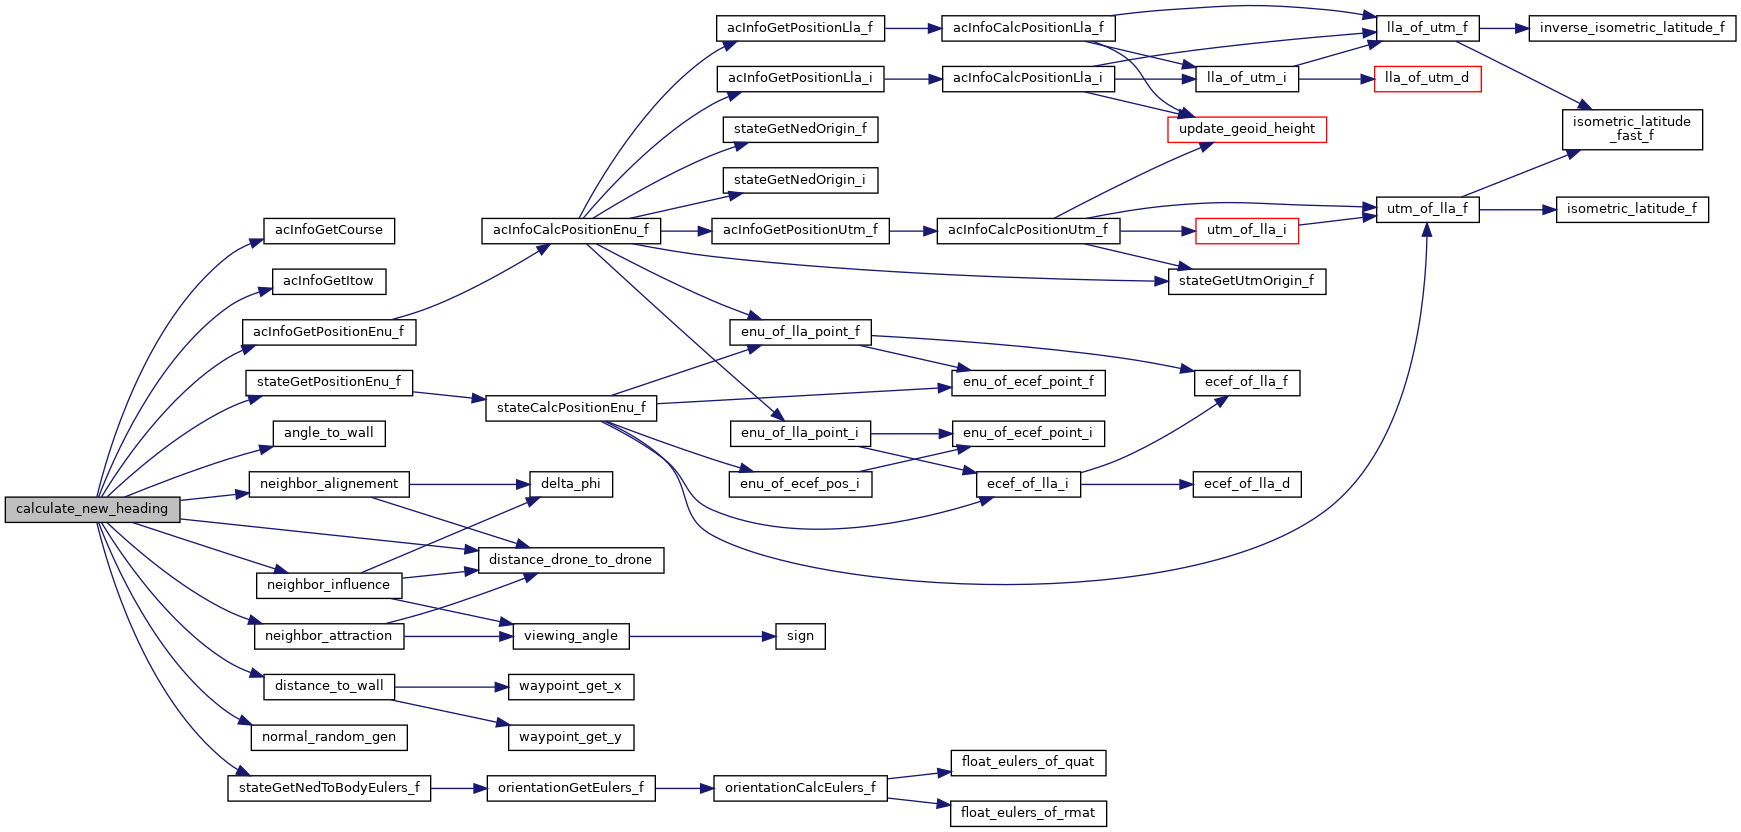 calculate_new_heading
acInfoGetCourse
acInfoGetItow
acInfoGetPositionEnu_f
stateGetPositionEnu_f
angle_to_wall
neighbor_alignement
neighbor_influence
neighbor_attraction
distance_to_wall
normal_random_gen
stateGetNedToBodyEulers_f
acInfoCalcPositionEnu_f
stateCalcPositionEnu_f
delta_phi
distance_drone_to_drone
viewing_angle
waypoint_get_x
waypoint_get_y
orientationGetEulers_f
acInfoGetPositionLla_f
acInfoGetPositionLla_i
stateGetNedOrigin_f
stateGetNedOrigin_i
acInfoGetPositionUtm_f
enu_of_lla_point_f
enu_of_lla_point_i
enu_of_ecef_pos_i
sign
orientationCalcEulers_f
acInfoCalcPositionLla_f
acInfoCalcPositionLla_i
acInfoCalcPositionUtm_f
enu_of_ecef_point_f
enu_of_ecef_point_i
ecef_of_lla_i
float_eulers_of_quat
float_eulers_of_rmat
lla_of_utm_i
update_geoid_height
utm_of_lla_i
stateGetUtmOrigin_f
ecef_of_lla_f
ecef_of_lla_d
lla_of_utm_f
lla_of_utm_d
utm_of_lla_f
inverse_isometric_latitude_f
isometric_latitude
_fast_f
isometric_latitude_f